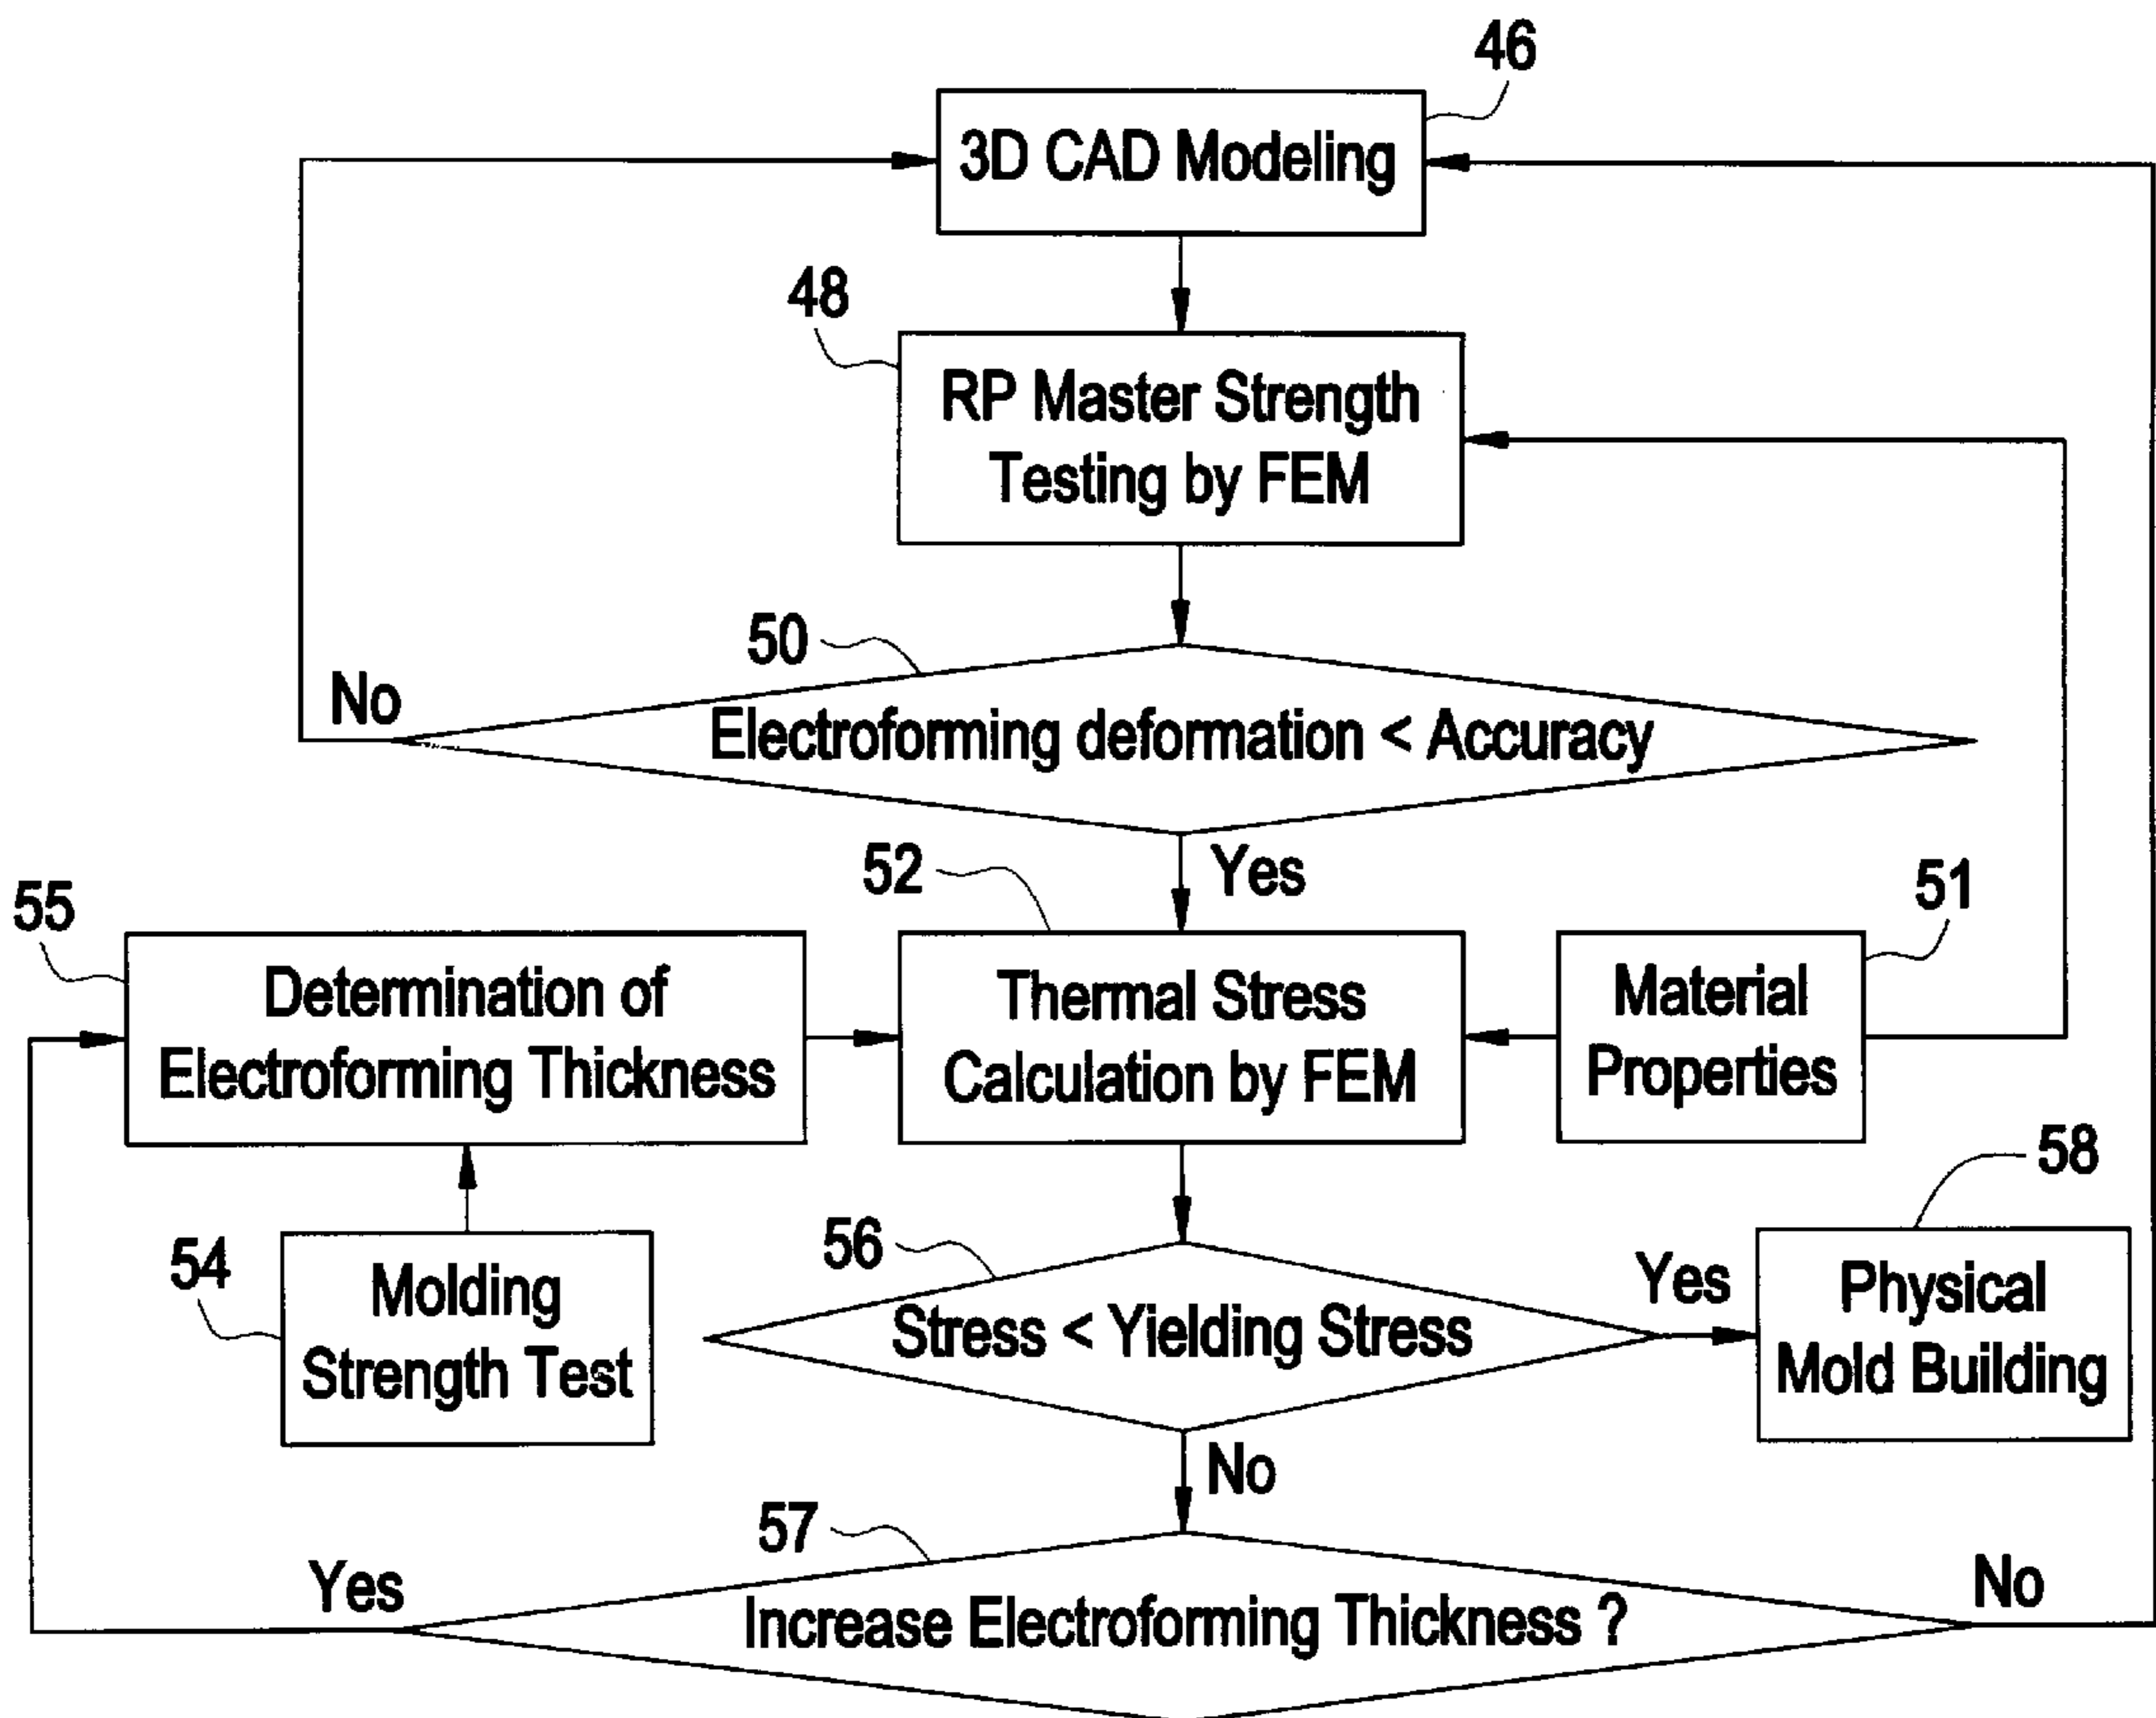 46
3D CAD Modeling
48
RP Master Strength
Testing by FEM
50
No
Electroforming deformation < Accuracy
Yes
52
51
55
Determination of
Electroforming Thickness
Thermal Stress
Calculation by FEM
Material
Properties
58
54
Molding
Strength Test
56
Stress < Yielding Stress
Yes
Physical
Mold Building
No
57
Yes
Increase Electroforming Thickness ?
No